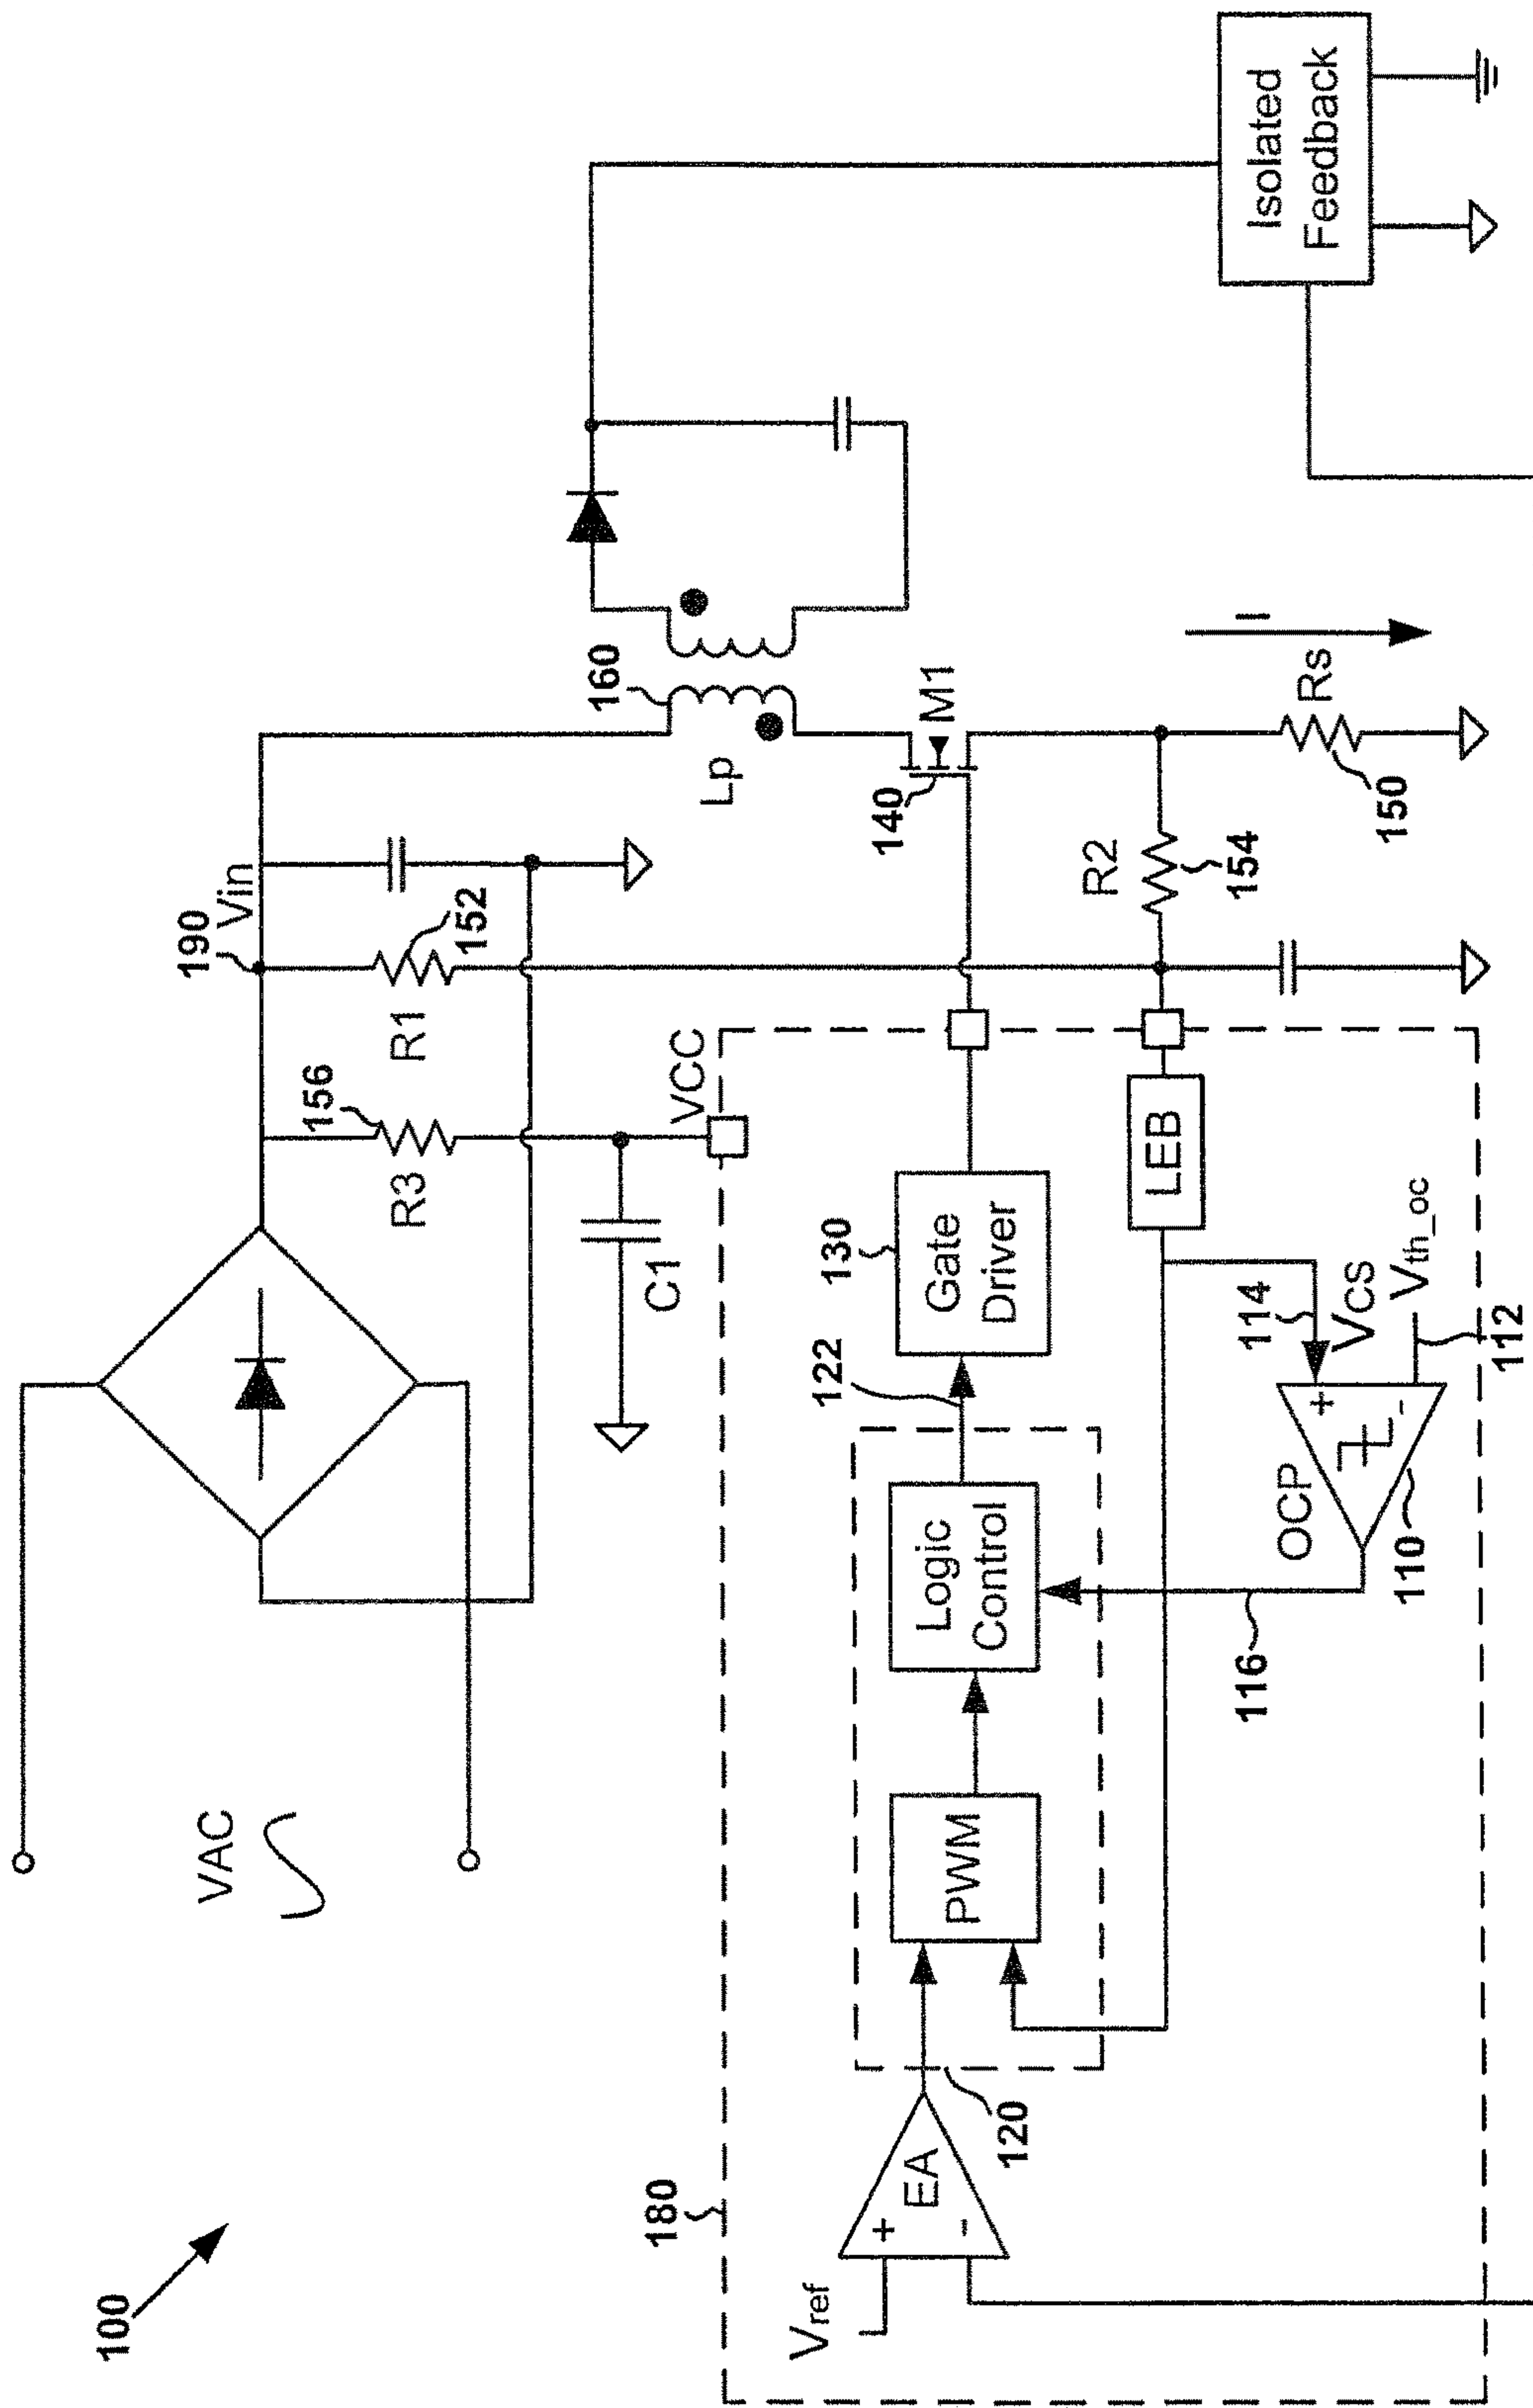 100
VAC
190
Vin
156
R3
R1
152
C1
VCC
160
Lp
140
M1
R2
154
Rs
I
150
Isolated
Feedback
180
Vref
+
-
EA
120
PWM
Logic
Control
122
130
Gate
Driver
LEB
116
OCP
110
+
-
114
VCS
Vth_oc
112